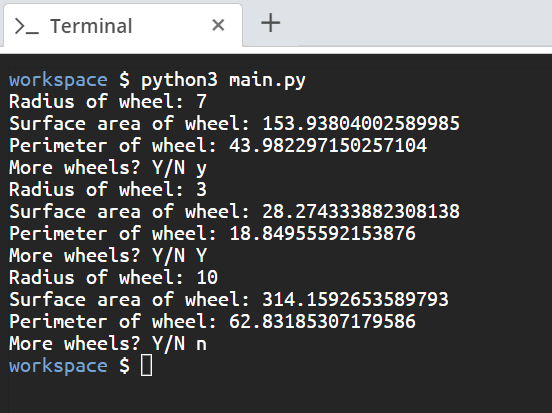 >_ Terminal × +
workspace $ python3 main.py
Radius of wheel: 7
Surface area of wheel: 153.93804002589985
Perimeter of wheel: 43.982297150257104
More wheels? Y/N y
Radius of wheel: 3
Surface area of wheel: 28.274333882308138
Perimeter of wheel: 18.84955592153876
More wheels? Y/N Y
Radius of wheel: 10
Surface area of wheel: 314.1592653589793
Perimeter of wheel: 62.83185307179586
More wheels? Y/N n
workspace $